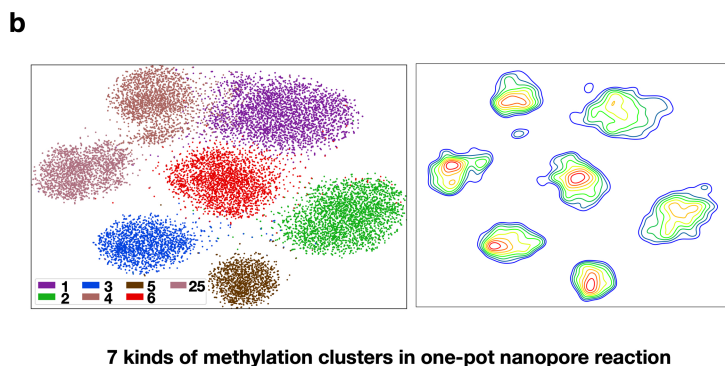 b
1 3 5 25
2 4 6
7 kinds of methylation clusters in one-pot nanopore reaction